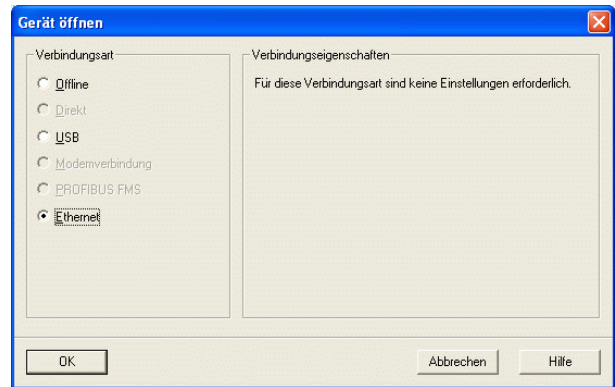 Gerät öffnen
Verbindungsart
Offline
Direkt
USB
Modemverbindung
PROFIBUS FMS
Ethernet
Verbindungseigenschaften
Für diese Verbindungsart sind keine Einstellungen erforderlich.
OK
Abbrechen
Hilfe